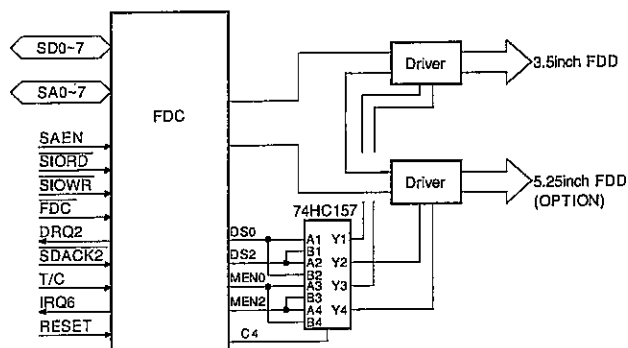 SD0~7
SA0~7
SAEN
SIORD
SIOWR
FDC
DRQ2
SDACK2
T/C
IRQ6
RESET
FDC
Driver
3.5inch FDD
Driver
5.25inch FDD
(OPTION)
74HC157
DS0
DS2
MEN0
MEN2
C4
A1 Y1
B1
A2 Y2
B2
A3 Y3
B3
A4 Y4
B4